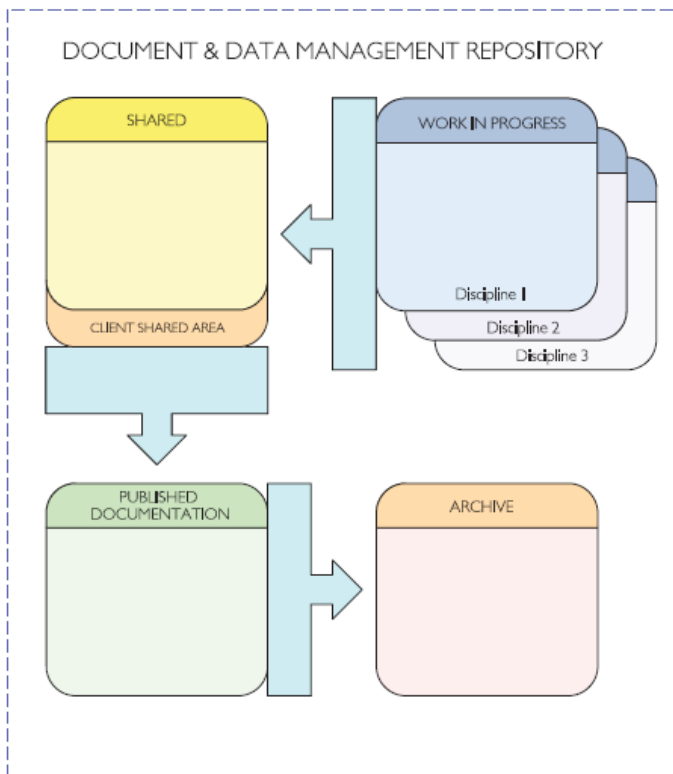 DOCUMENT & DATA MANAGEMENT REPOSITORY
SHARED
WORK IN PROGRESS
Discipline 1
CLIENT SHARED AREA
Discipline 2
Discipline 3
PUBLISHED
DOCUMENTATION
ARCHIVE